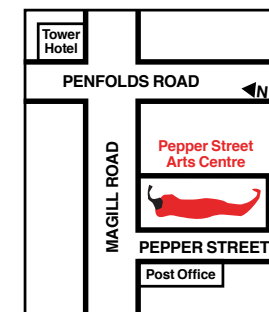 Tower
Hotel
PENFOLDS ROAD
N
Pepper Street
Arts Centre
MAGILL ROAD
PEPPER STREET
Post Office